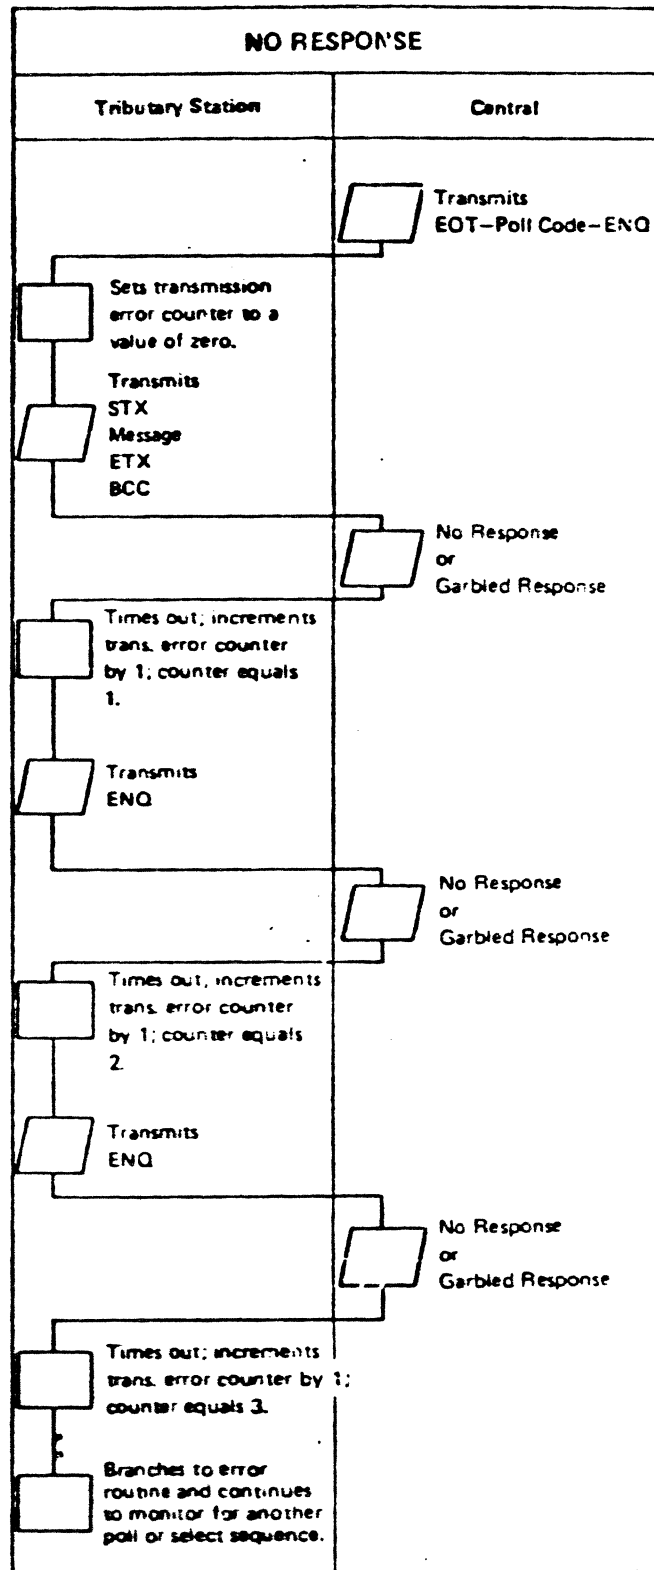 NO RESPONSE
Tributary Station
Central
Transmits
EOT-Poll Code-ENQ
Sets transmission
error counter to a
value of zero.
Transmits
STX
Message
ETX
BCC
No Response
or
Garbled Response
Times out; increments
trans. error counter
by 1; counter equals
1.
Transmits
ENQ
No Response
or
Garbled Response
Times out, increments
trans. error counter
by 1; counter equals
2.
Transmits
ENQ
No Response
or
Garbled Response
Times out; increments
trans. error counter by 1;
counter equals 3.
Branches to error
routine and continues
to monitor for another
poll or select sequence.